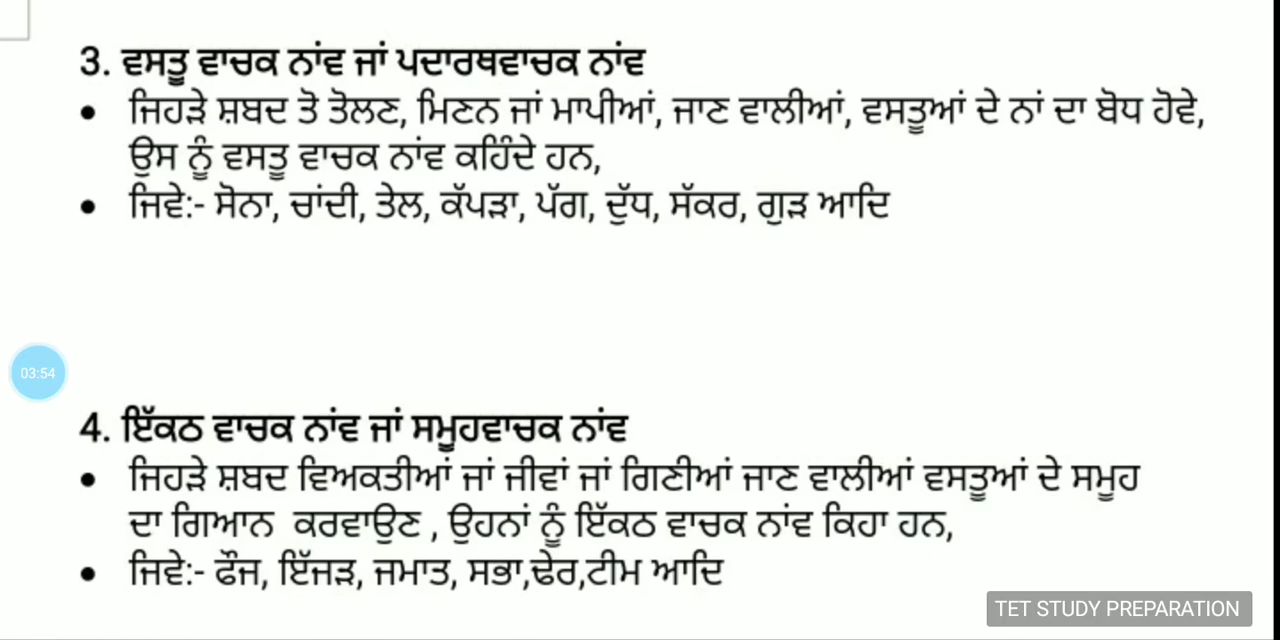 3. ਵਸਤੂ ਵਾਚਕ ਨਾਂਵ ਜਾਂ ਪਦਾਰਥਵਾਚਕ ਨਾਂਵ
• ਜਿਹੜੇ ਸ਼ਬਦ ਤੋ ਤੋਲਣ, ਮਿਣਨ ਜਾਂ ਮਾਪੀਆਂ, ਜਾਣ ਵਾਲੀਆਂ, ਵਸਤੂਆਂ ਦੇ ਨਾਂ ਦਾ ਬੋਧ ਹੋਵੇ,
ਉਸ ਨੂੰ ਵਸਤੂ ਵਾਚਕ ਨਾਂਵ ਕਹਿੰਦੇ ਹਨ,
• ਜਿਵੇ:- ਸੋਨਾ, ਚਾਂਦੀ, ਤੇਲ, ਕੱਪੜਾ, ਪੱਗ, ਦੁੱਧ, ਸੱਕਰ, ਗੁੜ ਆਦਿ
03:54
4. ਇੱਕਠ ਵਾਚਕ ਨਾਂਵ ਜਾਂ ਸਮੂਹਵਾਚਕ ਨਾਂਵ
• ਜਿਹੜੇ ਸ਼ਬਦ ਵਿਅਕਤੀਆਂ ਜਾਂ ਜੀਵਾਂ ਜਾਂ ਗਿਣੀਆਂ ਜਾਣ ਵਾਲੀਆਂ ਵਸਤੂਆਂ ਦੇ ਸਮੂਹ
ਦਾ ਗਿਆਨ ਕਰਵਾਉਣ , ਉਹਨਾਂ ਨੂੰ ਇੱਕਠ ਵਾਚਕ ਨਾਂਵ ਕਿਹਾ ਹਨ,
• ਜਿਵੇ:- ਫੌਜ, ਇੱਜੜ, ਜਮਾਤ, ਸਭਾ,ਢੇਰ,ਟੀਮ ਆਦਿ
TET STUDY PREPARATION